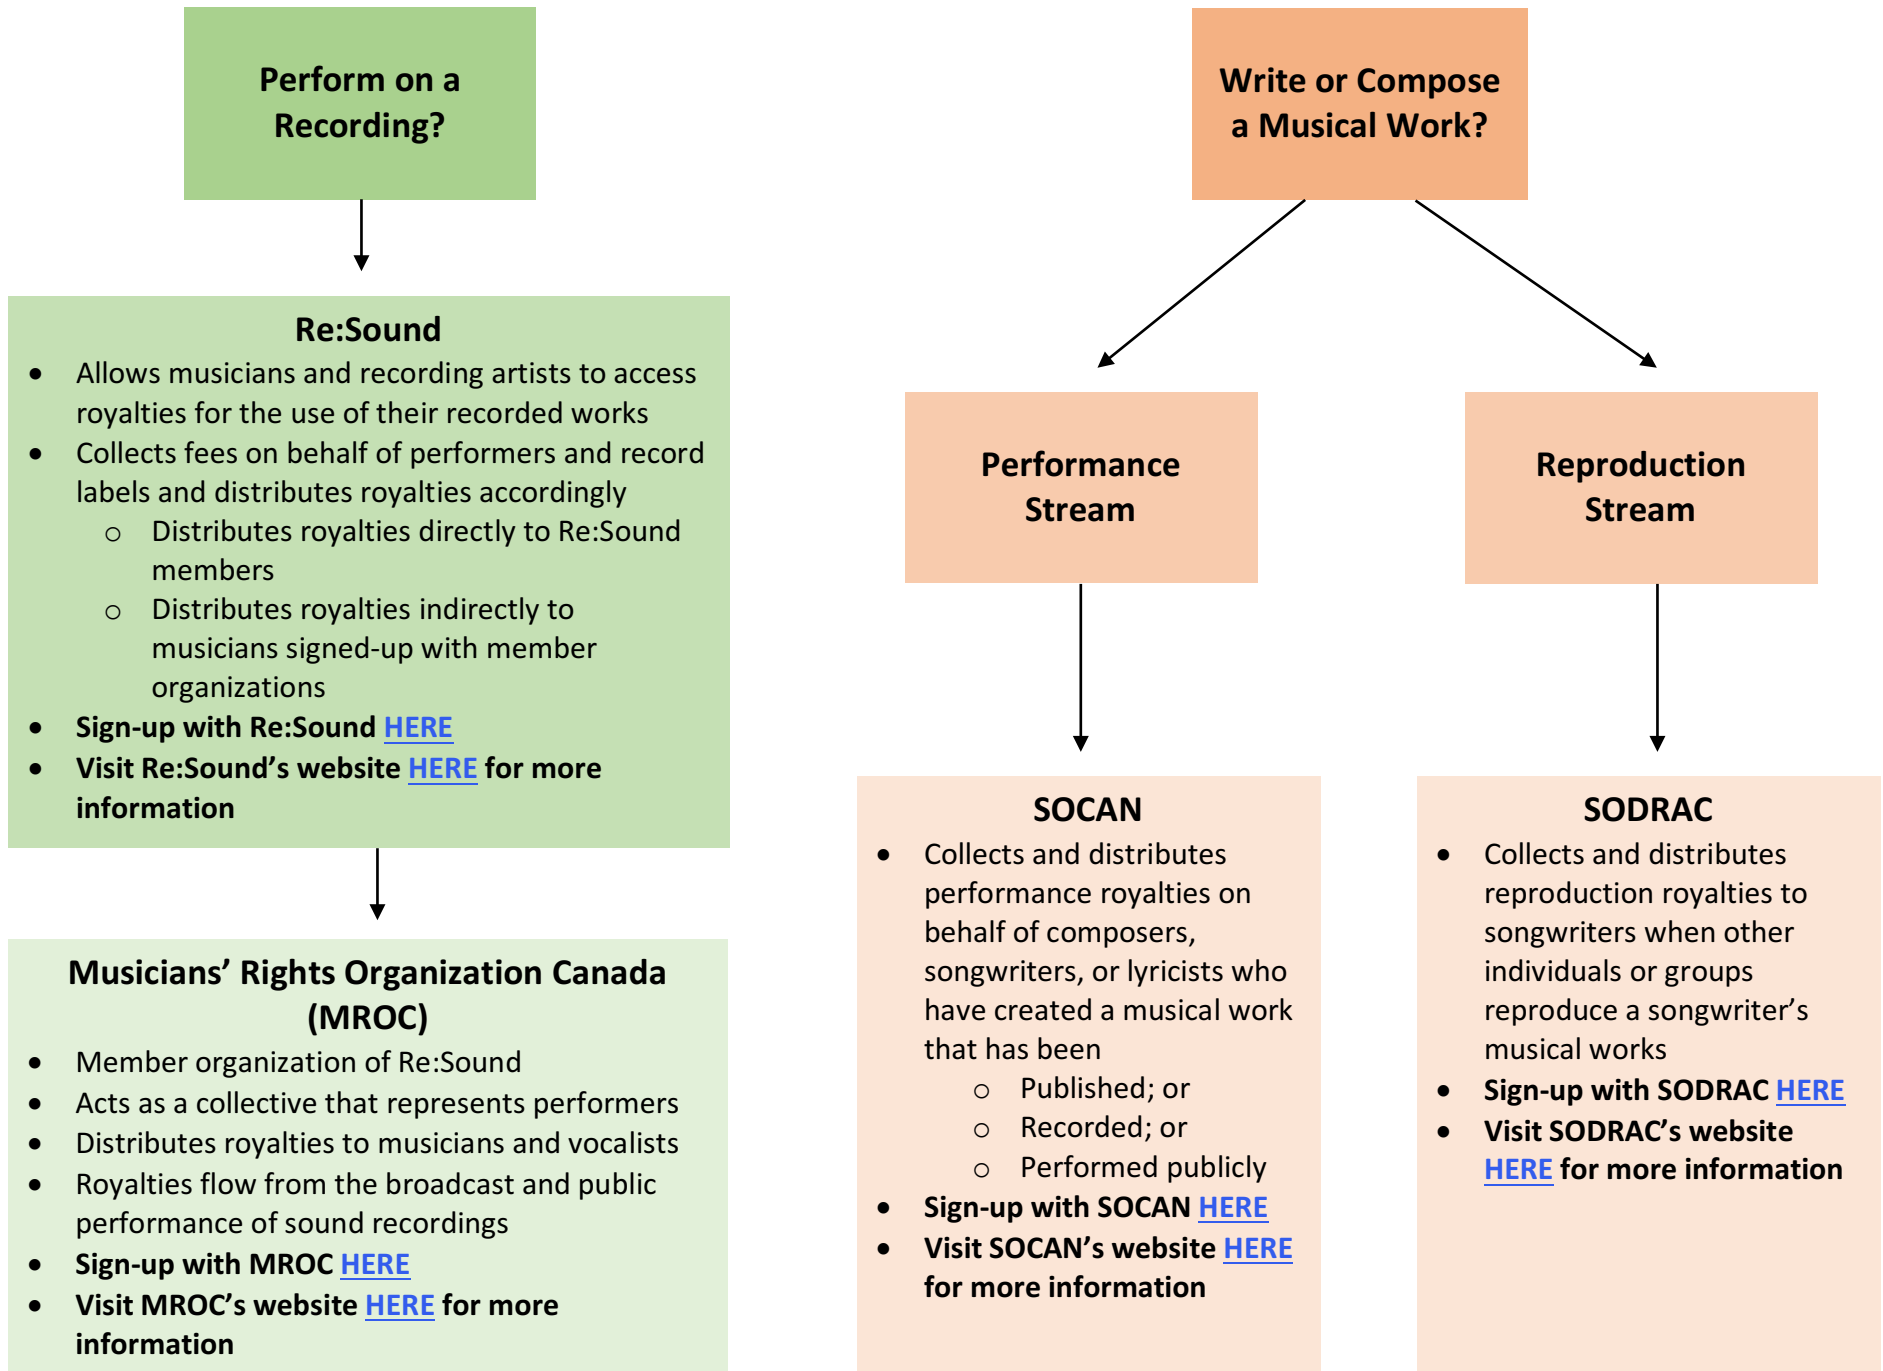 Perform on a
Recording?
Re:Sound
• Allows musicians and recording artists to access
royalties for the use of their recorded works
• Collects fees on behalf of performers and record
labels and distributes royalties accordingly
o Distributes royalties directly to Re:Sound
members
o Distributes royalties indirectly to
musicians signed-up with member
organizations
• Sign-up with Re:Sound HERE
• Visit Re:Sound’s website HERE for more
information
Musicians’ Rights Organization Canada
(MROC)
• Member organization of Re:Sound
• Acts as a collective that represents performers
• Distributes royalties to musicians and vocalists
• Royalties flow from the broadcast and public
performance of sound recordings
• Sign-up with MROC HERE
• Visit MROC’s website HERE for more
information
Write or Compose
a Musical Work?
Performance
Stream
SOCAN
• Collects and distributes
performance royalties on
behalf of composers,
songwriters, or lyricists who
have created a musical work
that has been
o Published; or
o Recorded; or
o Performed publicly
• Sign-up with SOCAN HERE
• Visit SOCAN’s website HERE
for more information
Reproduction
Stream
SODRAC
• Collects and distributes
reproduction royalties to
songwriters when other
individuals or groups
reproduce a songwriter’s
musical works
• Sign-up with SODRAC HERE
• Visit SODRAC’s website
HERE for more information